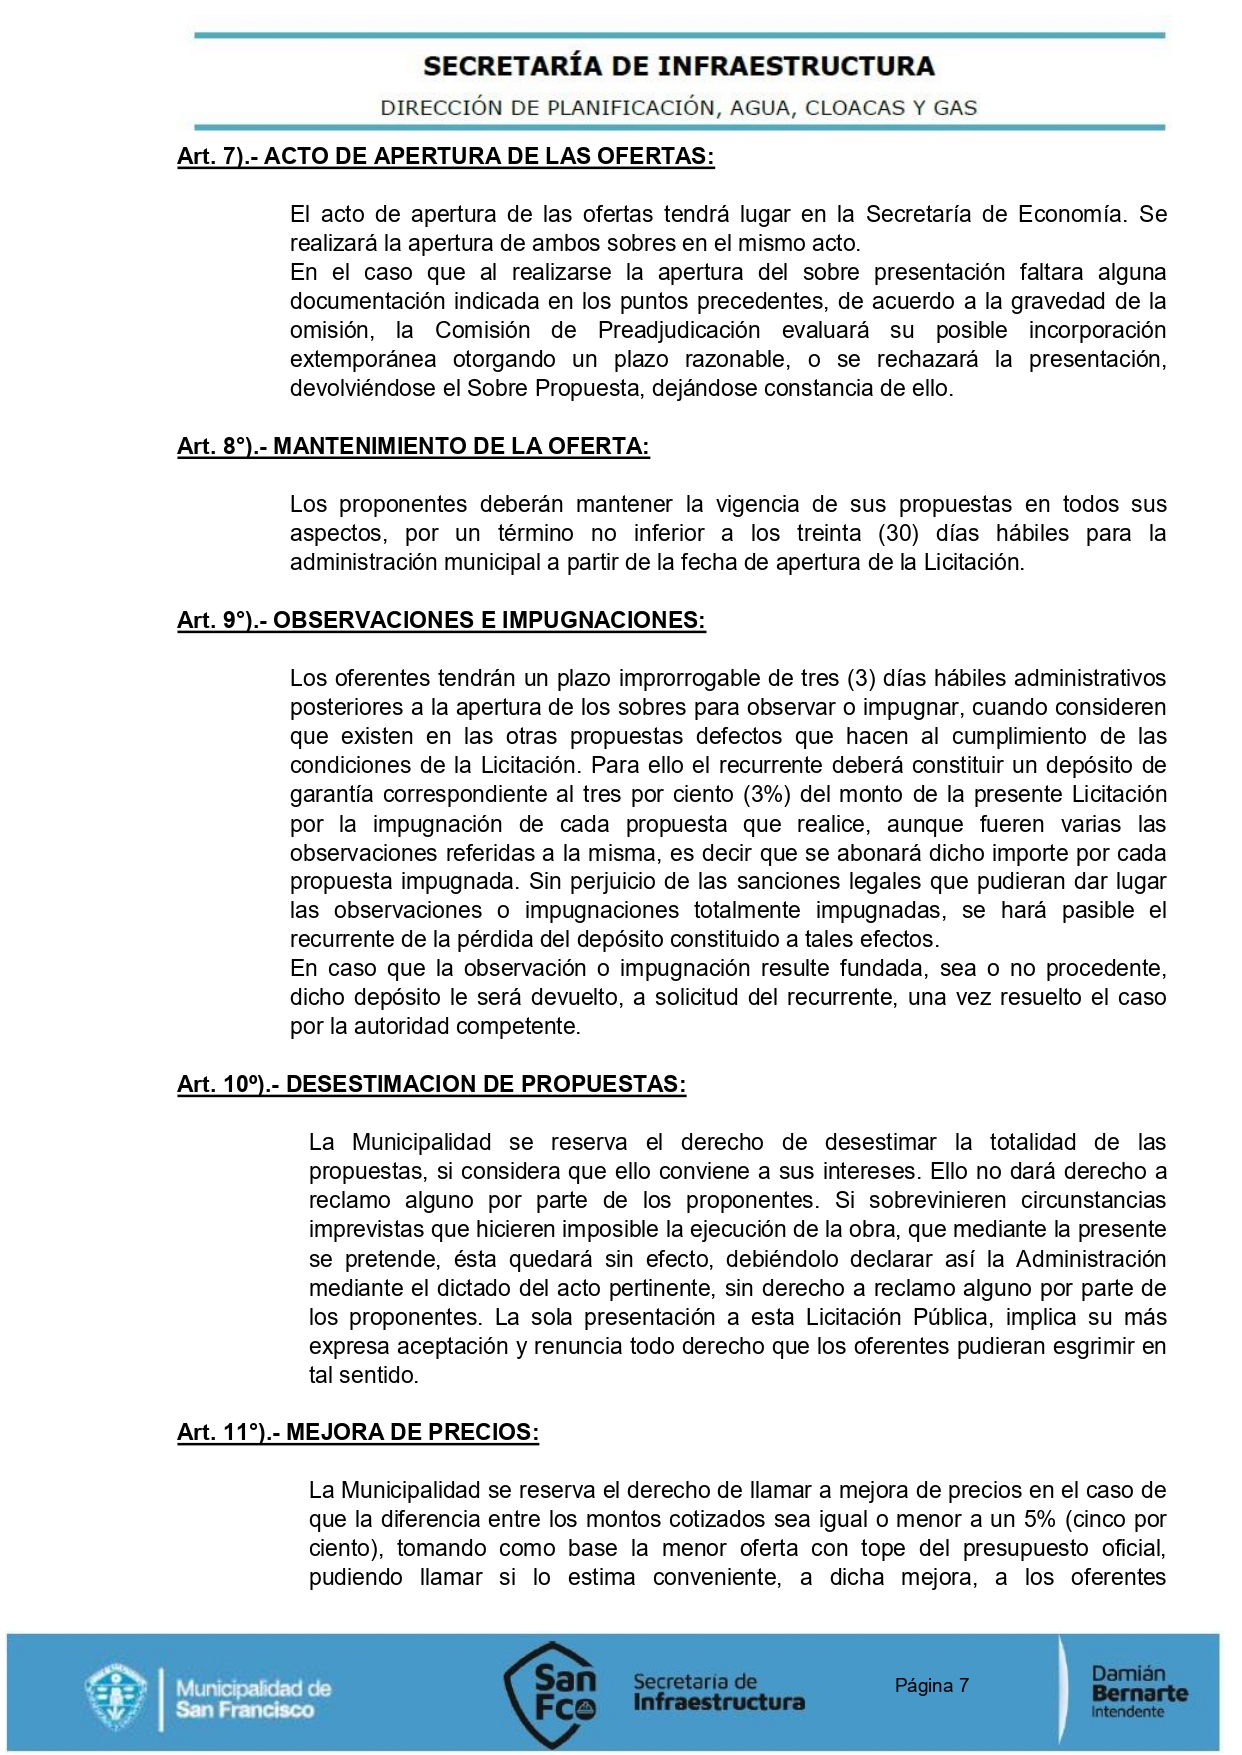 SECRETARÍA DE INFRAESTRUCTURA
DIRECCIÓN DE PLANIFICACIÓN, AGUA, CLOACAS Y GAS
Art. 7).- ACTO DE APERTURA DE LAS OFERTAS:
El acto de apertura de las ofertas tendrá lugar en la Secretaría de Economía. Se
realizará la apertura de ambos sobres en el mismo acto.
En el caso que al realizarse la apertura del sobre presentación faltara alguna
documentación indicada en los puntos precedentes, de acuerdo a la gravedad de la
omisión, la Comisión de Preadjudicación evaluará su posible incorporación
extemporánea otorgando un plazo razonable, o se rechazará la presentación,
devolviéndose el Sobre Propuesta, dejándose constancia de ello.
Art. 8°).- MANTENIMIENTO DE LA OFERTA:
Los proponentes deberán mantener la vigencia de sus propuestas en todos sus
aspectos, por un término no inferior a los treinta (30) días hábiles para la
administración municipal a partir de la fecha de apertura de la Licitación.
Art. 9°).- OBSERVACIONES E IMPUGNACIONES:
Los oferentes tendrán un plazo improrrogable de tres (3) días hábiles administrativos
posteriores a la apertura de los sobres para observar o impugnar, cuando consideren
que existen en las otras propuestas defectos que hacen al cumplimiento de las
condiciones de la Licitación. Para ello el recurrente deberá constituir un depósito de
garantía correspondiente al tres por ciento (3%) del monto de la presente Licitación
por la impugnación de cada propuesta que realice, aunque fueren varias las
observaciones referidas a la misma, es decir que se abonará dicho importe por cada
propuesta impugnada. Sin perjuicio de las sanciones legales que pudieran dar lugar
las observaciones o impugnaciones totalmente impugnadas, se hará pasible el
recurrente de la pérdida del depósito constituido a tales efectos.
En caso que la observación o impugnación resulte fundada, sea o no procedente,
dicho depósito le será devuelto, a solicitud del recurrente, una vez resuelto el caso
por la autoridad competente.
Art. 10º).- DESESTIMACION DE PROPUESTAS:
La Municipalidad se reserva el derecho de desestimar la totalidad de las
propuestas, si considera que ello conviene a sus intereses. Ello no dará derecho a
reclamo alguno por parte de los proponentes. Si sobrevinieren circunstancias
imprevistas que hicieren imposible la ejecución de la obra, que mediante la presente
se pretende, ésta quedará sin efecto, debiéndolo declarar así la Administración
mediante el dictado del acto pertinente, sin derecho a reclamo alguno por parte de
los proponentes. La sola presentación a esta Licitación Pública, implica su más
expresa aceptación y renuncia todo derecho que los oferentes pudieran esgrimir en
tal sentido.
Art. 11°).- MEJORA DE PRECIOS:
La Municipalidad se reserva el derecho de llamar a mejora de precios en el caso de
que la diferencia entre los montos cotizados sea igual o menor a un 5% (cinco por
ciento), tomando como base la menor oferta con tope del presupuesto oficial,
pudiendo llamar si lo estima conveniente, a dicha mejora, a los oferentes
Municipalidad de
San Francisco
San
Fco
Secretaría de
Infraestructura
Página 7
Damián
Bernarte
Intendente